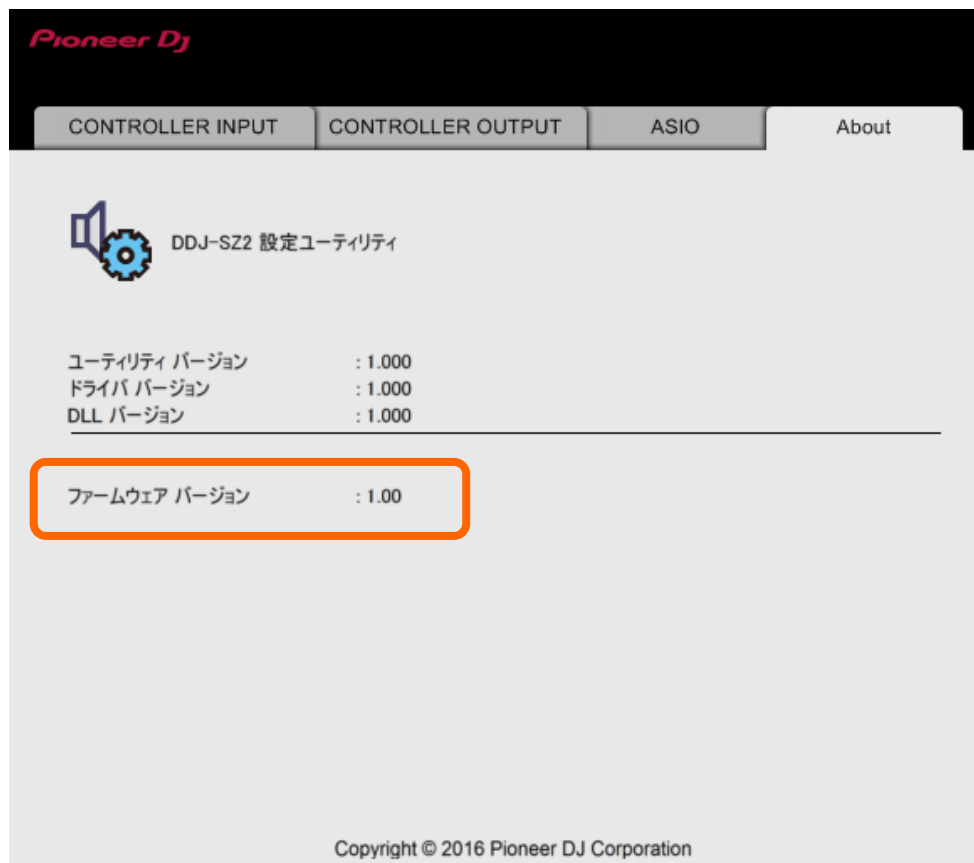 Pioneer Dj
CONTROLLER INPUT CONTROLLER OUTPUT ASIO About
DDJ-SZ2 設定ユーティリティ
ユーティリティ バージョン : 1.000
ドライバ バージョン : 1.000
DLL バージョン : 1.000
ファームウェア バージョン : 1.00
Copyright © 2016 Pioneer DJ Corporation